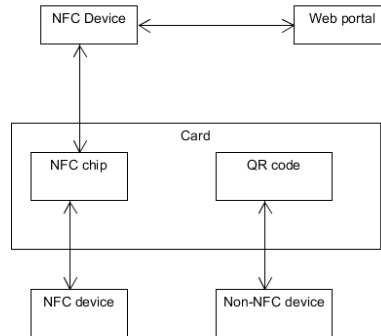 NFC Device
Web portal
Card
NFC chip
QR code
NFC device
Non-NFC device